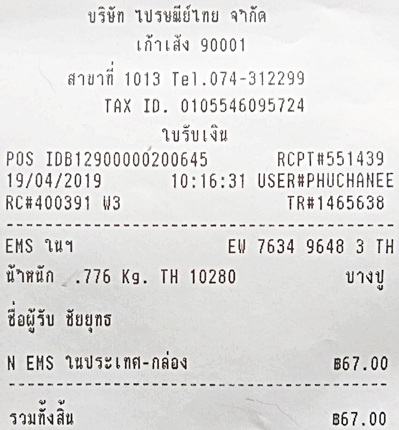 บริษัท ไปรษณีย์ไทย จำกัด
เก้าเส้ง 90001
สาขาที่ 1013 Tel.074-312299
TAX ID. 0105546095724
ใบรับเงิน
POS IDB12900000200645 RCPT#551439
19/04/2019 10:16:31 USER#PHUCHANEE
RC#400391 W3 TR#1465638
EMS ในฯ EW 7634 9648 3 TH
น้ำหนัก .776 Kg. TH 10280 บางปู
ชื่อผู้รับ ชัยยุทธ
N EMS ในประเทศ-กล่อง ฿67.00
รวมทั้งสิ้น ฿67.00